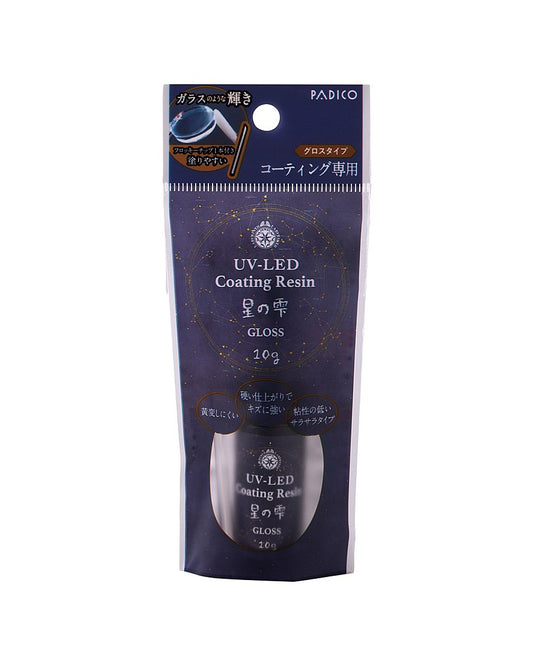 PADICO
ガラスのような輝き
フロッキーチップ1本付き
塗りやすい
グロスタイプ
コーティング専用
UV-LED
Coating Resin
星の雫
GLOSS
10g
黄変しにくい
硬い仕上がりで
キズに強い
粘性の低い
サラサラタイプ
UV-LED
Coating Resin
星の雫
GLOSS
10g